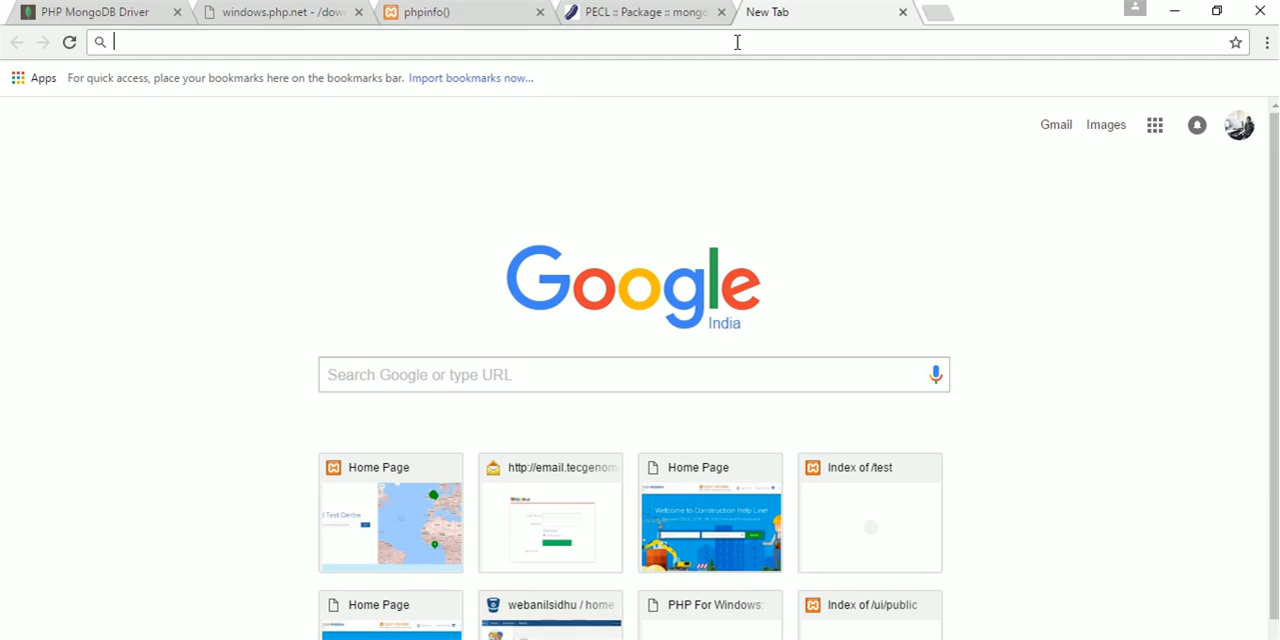 PHP MongoDB Driver
windows.php.net - /dow
phpinfo()
PECL :: Package :: mongo
New Tab
Apps
For quick access, place your bookmarks here on the bookmarks bar. Import bookmarks now...
Gmail
Images
Google
India
Search Google or type URL
Home Page
http://email.tecgenom
Home Page
Index of /test
Test Centre
Welcome to Construction Help Line!
Home Page
webanilsidhu / home
PHP For Windows:
Index of /ui/public